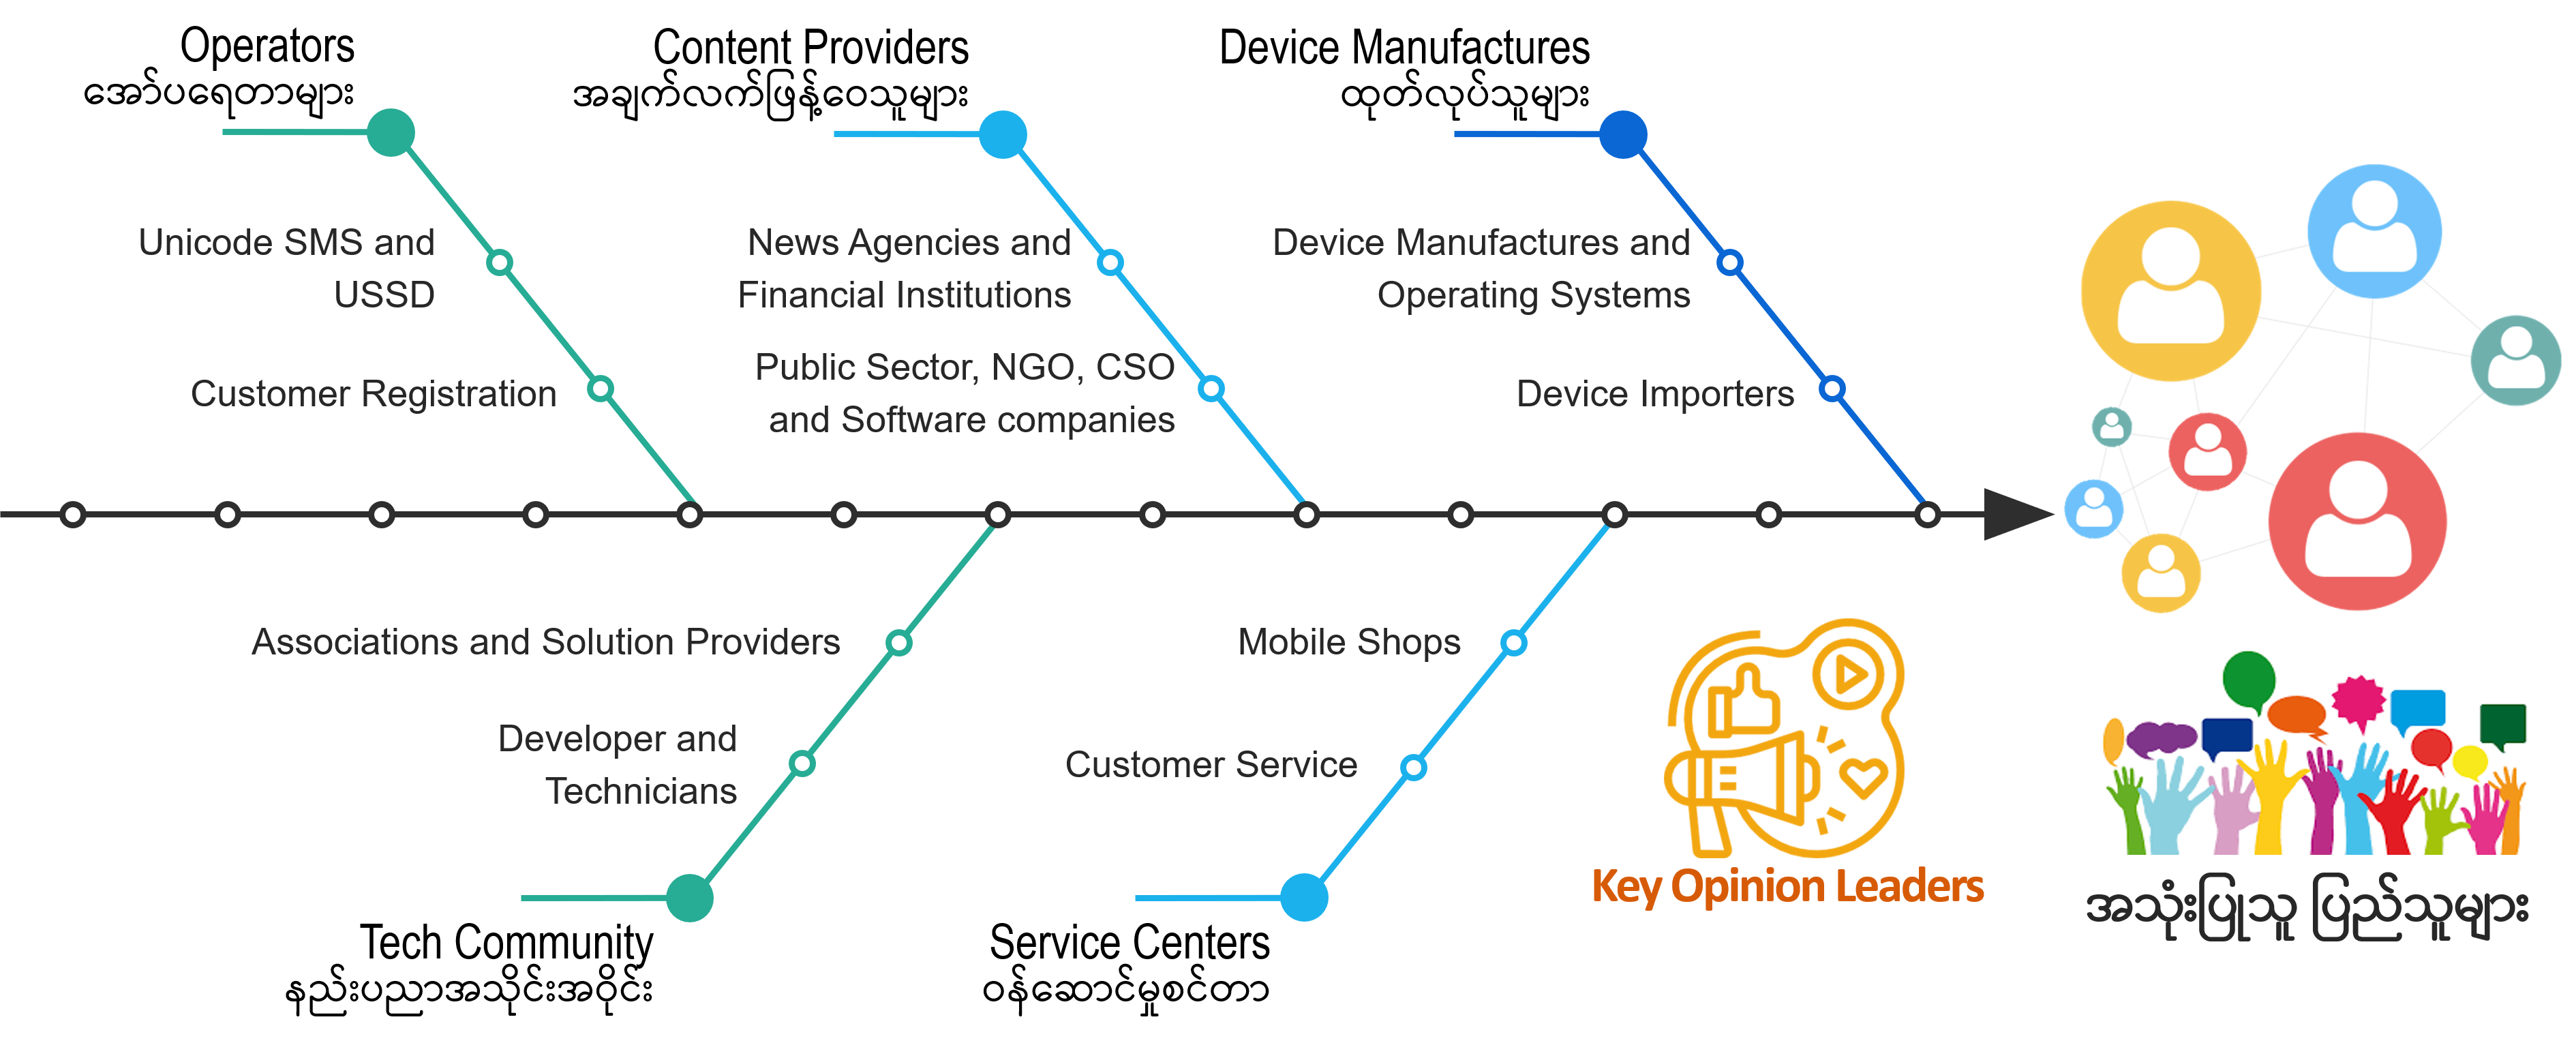 Operators
အော်ပရေတာများ
Unicode SMS and
USSD
Customer Registration
Content Providers
အချက်လက်ဖြန့်ဝေသူများ
News Agencies and
Financial Institutions
Public Sector, NGO, CSO
and Software companies
Device Manufactures
ထုတ်လုပ်သူများ
Device Manufactures and
Operating Systems
Device Importers
Associations and Solution Providers
Developer and
Technicians
Tech Community
နည်းပညာအသိုင်းအဝိုင်း
Mobile Shops
Customer Service
Service Centers
ဝန်ဆောင်မှုစင်တာ
Key Opinion Leaders
အသုံးပြုသူ ပြည်သူများ